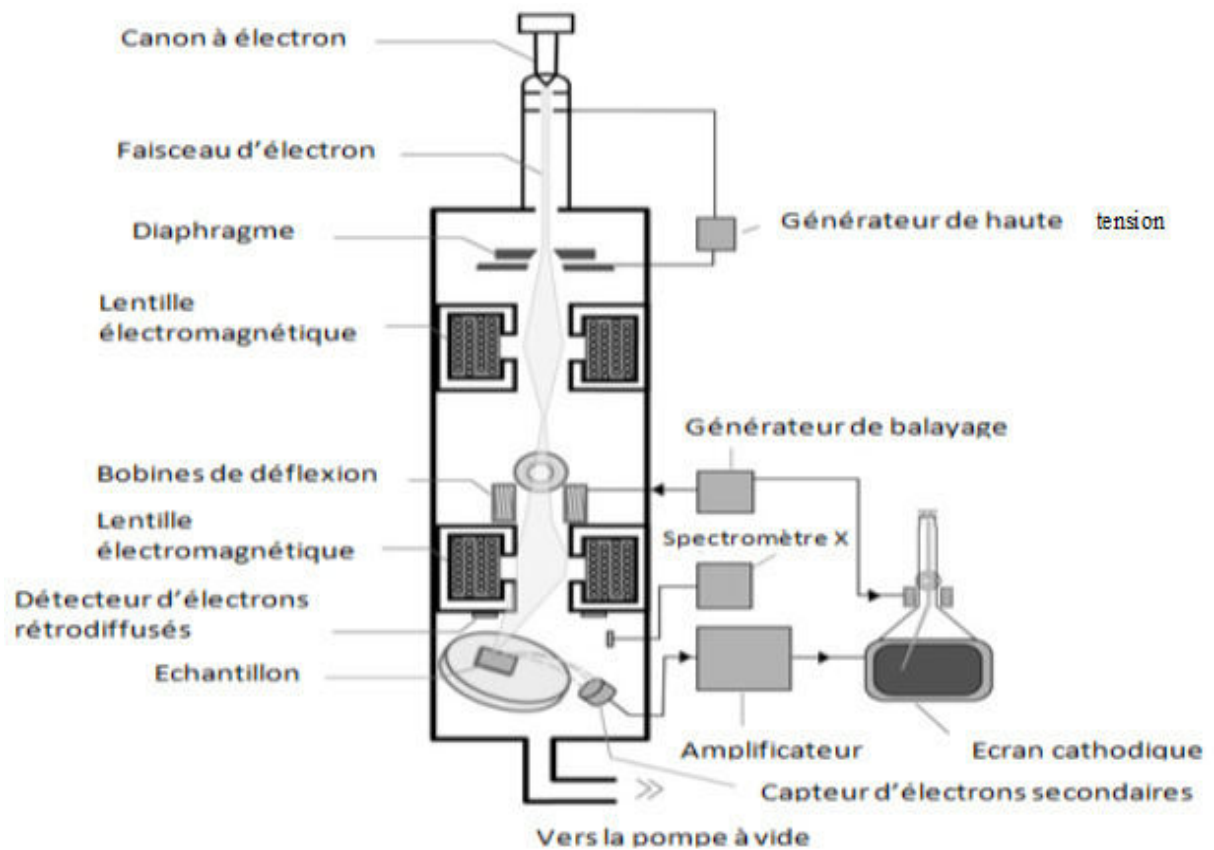 Canon à électron
Faisceau d'électron
Générateur de haute tension
Diaphragme
Lentille
électromagnétique
Générateur de balayage
Bobines de déflexion
Lentille
électromagnétique
Spectromètre X
Détecteur d'électrons
rétrodiffusés
Echantillon
Amplificateur
Ecran cathodique
Capteur d'électrons secondaires
Vers la pompe à vide